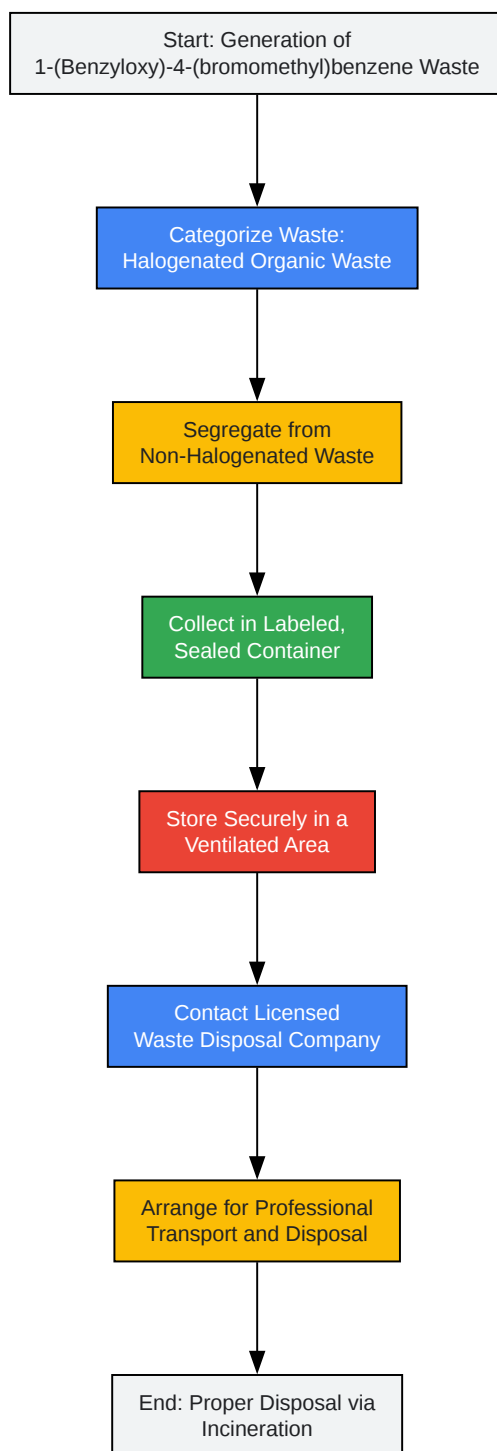 Start: Generation of
1-(Benzyloxy)-4-(bromomethyl)benzene Waste
Categorize Waste:
Halogenated Organic Waste
Segregate from
Non-Halogenated Waste
Collect in Labeled,
Sealed Container
Store Securely in a
Ventilated Area
Contact Licensed
Waste Disposal Company
Arrange for Professional
Transport and Disposal
End: Proper Disposal via
Incineration